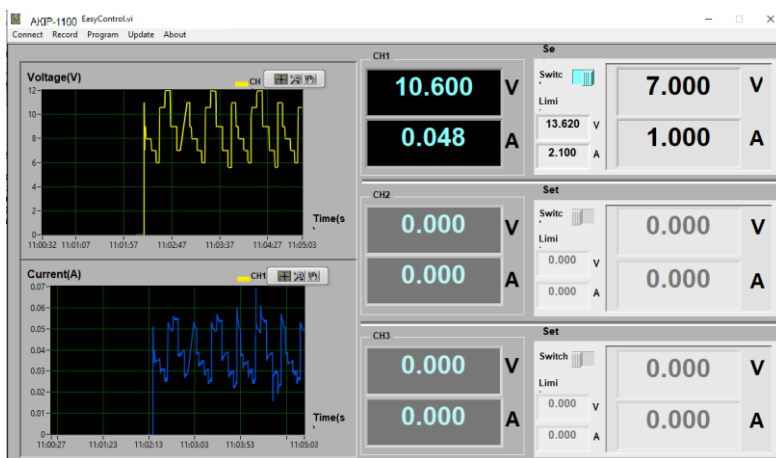 AKIP-1160 EasyControl.vi
Connect Record Program Update About
Voltage(V)
CH
12
10
8
6
4
2
0
Time(s
11:00:32 11:01:07 11:01:57 11:02:47 11:03:37 11:04:27 11:05:03
Current(A)
CH1
0.07
0.06
0.05
0.04
0.03
0.02
0.01
0
Time(s
11:00:27 11:01:23 11:02:13 11:03:03 11:03:53 11:05:03
CH1
10.600 V
0.048 A
Se
Switc
Limi
13.620 V
2.100 A
7.000 V
1.000 A
CH2
0.000 V
0.000 A
Set
Switc
Limi
0.000 V
0.000 A
0.000 V
0.000 A
CH3
0.000 V
0.000 A
Set
Switch
Limi
0.000 V
0.000 A
0.000 V
0.000 A